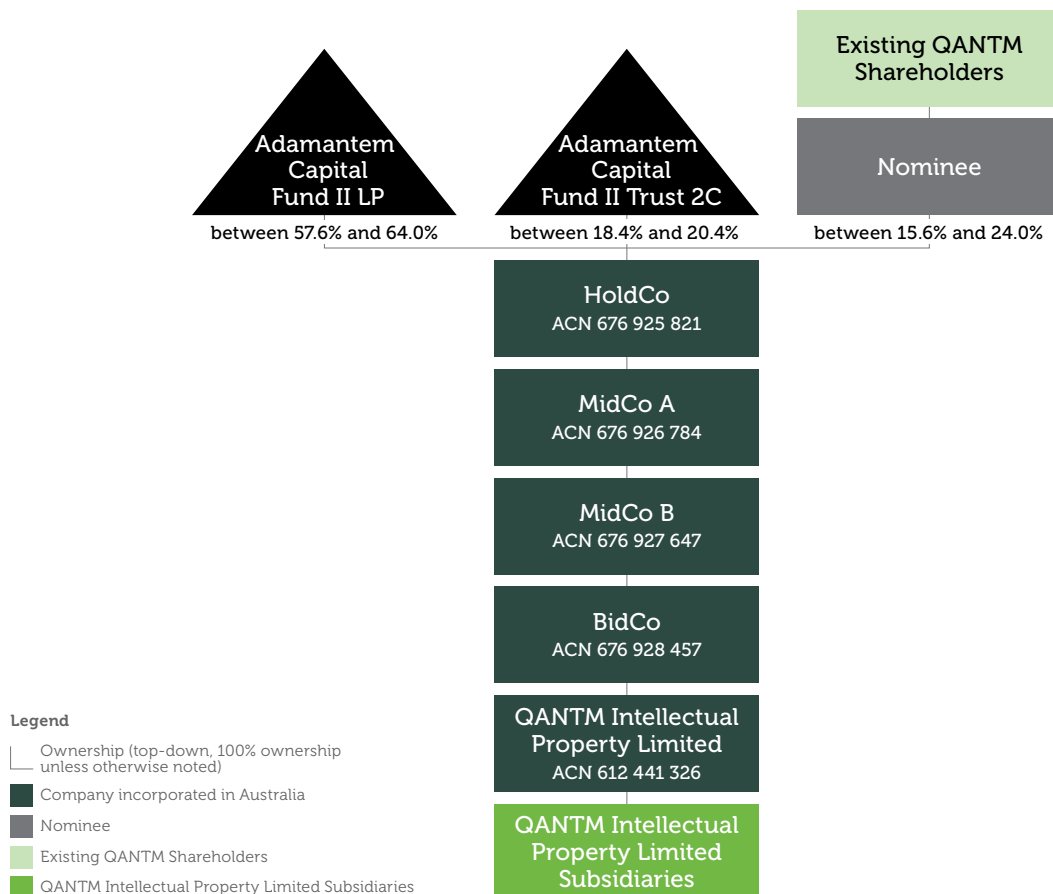 Existing QANTM
Shareholders
Adamantem
Capital
Fund II LP
Adamantem
Capital
Fund II Trust 2C
Nominee
between 57.6% and 64.0%
between 18.4% and 20.4%
between 15.6% and 24.0%
HoldCo
ACN 676 925 821
MidCo A
ACN 676 926 784
MidCo B
ACN 676 927 647
BidCo
ACN 676 928 457
QANTM Intellectual
Property Limited
ACN 612 441 326
QANTM Intellectual
Property Limited
Subsidiaries
Legend
Ownership (top-down, 100% ownership
unless otherwise noted)
Company incorporated in Australia
Nominee
Existing QANTM Shareholders
QANTM Intellectual Property Limited Subsidiaries